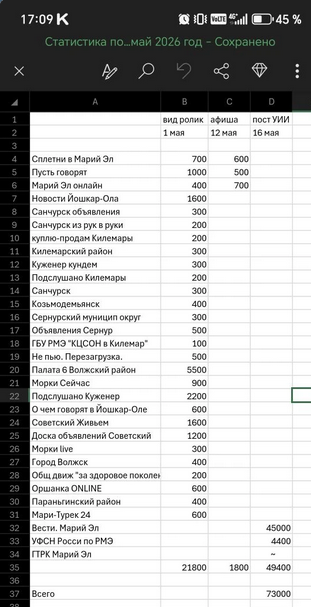 17:09 K VoLTE 4G 45 %
Статистика по…май 2026 год – Сохранено
A B C D
1 вид ролик афиша пост УИИ
2 1 мая 12 мая 16 мая
3
4 Сплетни в Марий Эл 700 600
5 Пусть говорят 1000 500
6 Марий Эл онлайн 400 700
7 Новости Йошкар-Ола 1600
8 Санчурск объявления 300
9 Санчурск из рук в руки 200
10 куплю-продам Килемары 200
11 Килемарский район 300
12 Куженер кундем 300
13 Подслушано Килемары 200
14 Санчурск 300
15 Козьмодемьянск 400
16 Сернурский муницип округ 300
17 Объявления Сернур 500
18 ГБУ РМЭ "КЦСОН в Килемар" 100
19 Не пью. Перезагрузка. 500
20 Палата 6 Волжский район 5500
21 Морки Сейчас 900
22 Подслушано Куженер 2200
23 О чем говорят в Йошкар-Оле 600
24 Советский Живьем 1600
25 Доска объявлений Советский 1200
26 Морки live 300
27 Город Волжск 400
28 Общ движ "за здоровое поколен 200
29 Оршанка ONLINE 600
30 Параньгинский район 400
31 Мари-Турек 24 600
32 Вести. Марий Эл 45000
33 УФСН Росси по РМЭ 4400
34 ГТРК Марий Эл ~
35 21800 1800 49400
36
37 Всего 73000